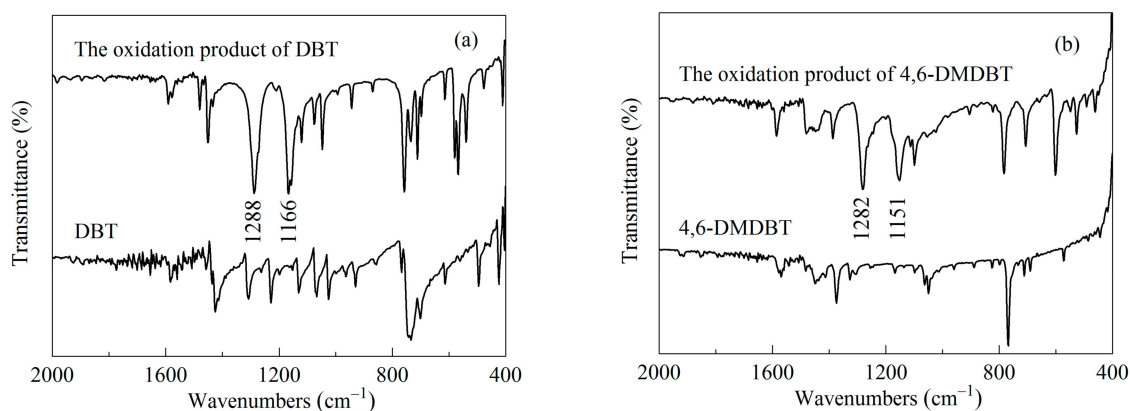 (a)
The oxidation product of DBT
1288
1166
DBT
Transmittance (%)
2000 1600 1200 800 400
Wavenumbers (cm⁻¹)
(b)
The oxidation product of 4,6-DMDBT
1282
1151
4,6-DMDBT
Transmittance (%)
2000 1600 1200 800 400
Wavenumbers (cm⁻¹)